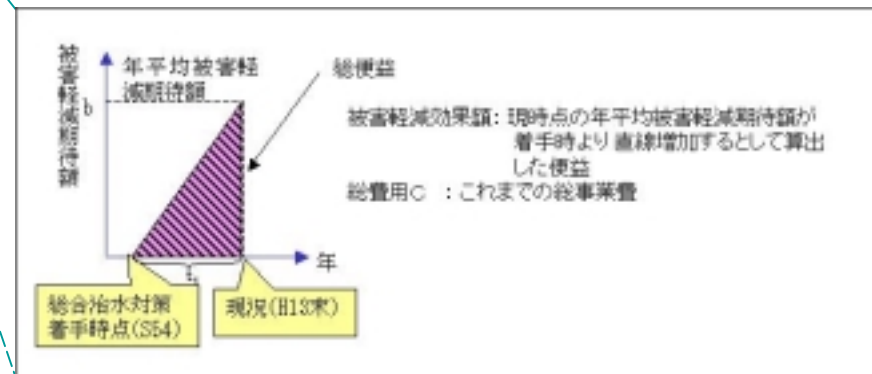 被害軽減期待額
年平均被害軽
減期待額
b
総便益
被害軽減効果額：現時点の年平均被害軽減期待額が
着手時より直線増加するとして算出
した便益
総費用C ：これまでの総事業費
年
総合治水対策
着手時点(S54)
現況(H13末)